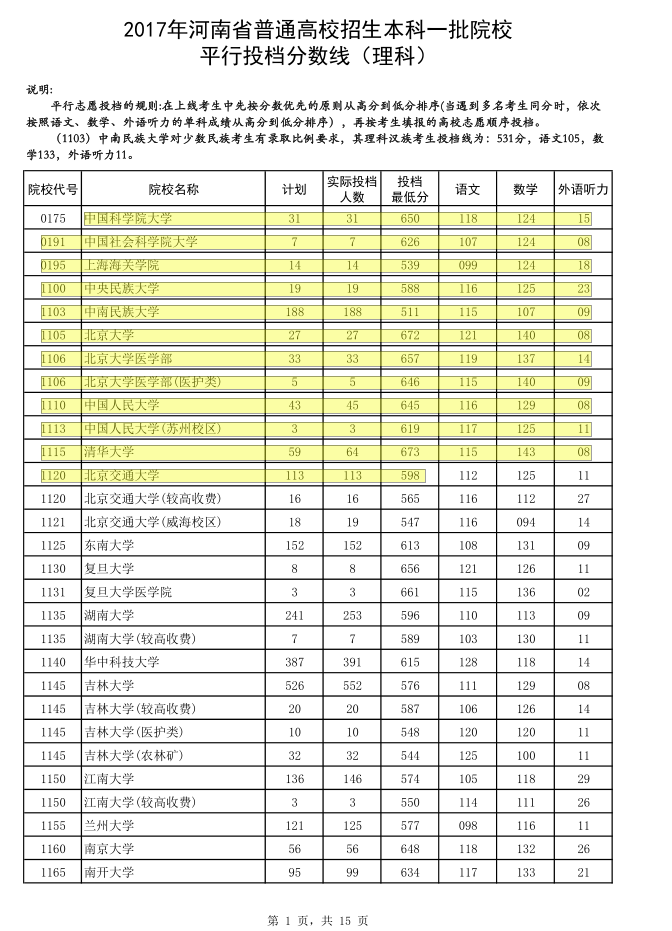 2017年河南省普通高校招生本科一批院校
平行投档分数线（理科）
说明:
平行志愿投档的规则:在上线考生中先按分数优先的原则从高分到低分排序(当遇到多名考生同分时，依次
按照语文、数学、外语听力的单科成绩从高分到低分排序），再按考生填报的高校志愿顺序投档。
（1103）中南民族大学对少数民族考生有录取比例要求，其理科汉族考生投档线为：531分，语文105，数
学133，外语听力11。
院校代号 院校名称 计划 实际投档人数 投档最低分 语文 数学 外语听力
0175 中国科学院大学 31 31 650 118 124 15
0191 中国社会科学院大学 7 7 626 107 124 08
0195 上海海关学院 14 14 539 099 124 18
1100 中央民族大学 19 19 588 116 125 23
1103 中南民族大学 188 188 511 115 107 09
1105 北京大学 27 27 672 121 140 08
1106 北京大学医学部 33 33 657 119 137 14
1106 北京大学医学部(医护类) 5 5 646 115 140 09
1110 中国人民大学 43 45 645 116 129 08
1113 中国人民大学(苏州校区) 3 3 619 117 125 11
1115 清华大学 59 64 673 115 143 08
1120 北京交通大学 113 113 598 112 125 11
1120 北京交通大学(较高收费) 16 16 565 116 112 27
1121 北京交通大学(威海校区) 18 19 547 116 094 14
1125 东南大学 152 152 613 108 131 09
1130 复旦大学 8 8 656 121 126 11
1131 复旦大学医学院 3 3 661 115 136 02
1135 湖南大学 241 253 596 110 113 09
1135 湖南大学(较高收费) 7 7 589 103 130 11
1140 华中科技大学 387 391 615 128 118 14
1145 吉林大学 526 552 576 111 129 08
1145 吉林大学(较高收费) 20 20 587 106 126 14
1145 吉林大学(医护类) 10 10 548 120 120 11
1145 吉林大学(农林矿) 32 32 544 125 100 11
1150 江南大学 136 146 574 105 118 29
1150 江南大学(较高收费) 3 3 550 114 111 26
1155 兰州大学 121 125 577 098 116 11
1160 南京大学 56 56 648 118 132 26
1165 南开大学 95 99 634 117 133 21
第 1 页，共 15 页